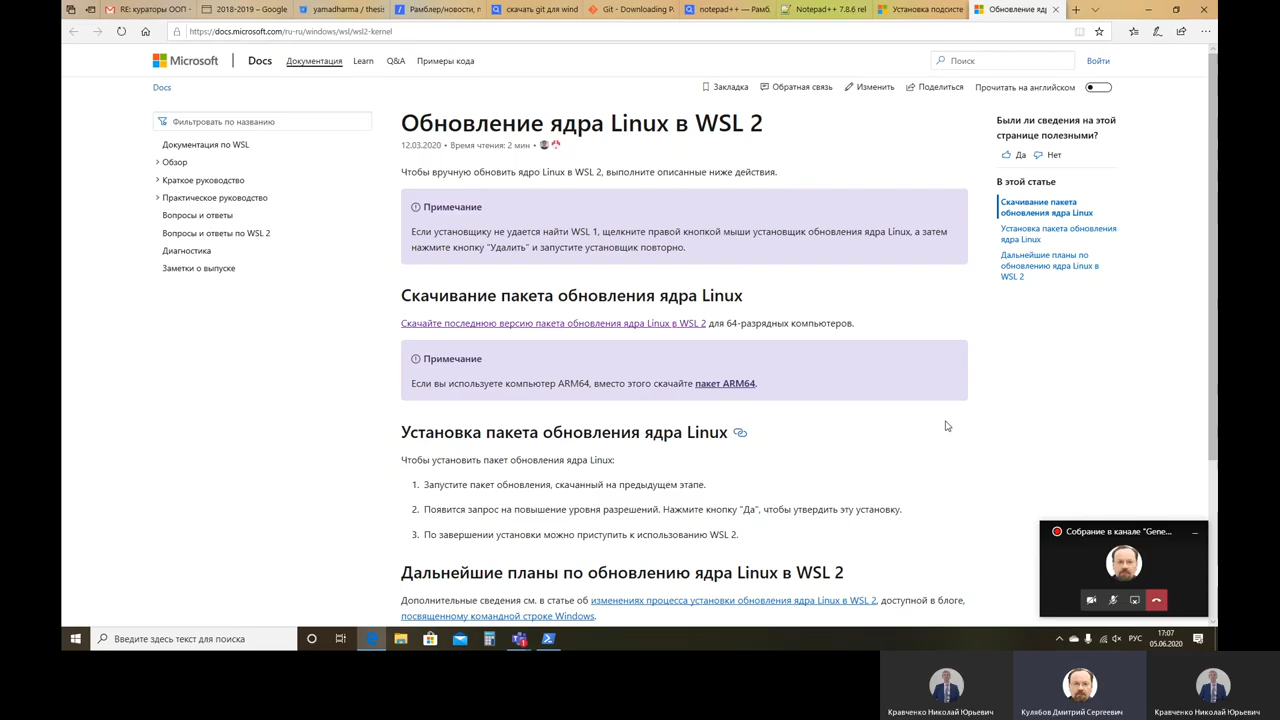 RE: кураторы ООП -
2018-2019 – Google
yamadharma / thesis
Рамблер/новости, п
скачать git для wind
Git - Downloading P
notepad++ — Рамбл.
Notepad++ 7.8.6 rel
Установка подсисте
Обновление ядр
https://docs.microsoft.com/ru-ru/windows/wsl/wsl2-kernel
Microsoft
Docs
Документация
Learn
Q&A
Примеры кода
Поиск
Войти
Docs
Закладка
Обратная связь
Изменить
Поделиться
Прочитать на английском
Фильтровать по названию
Документация по WSL
Обзор
Краткое руководство
Практическое руководство
Вопросы и ответы
Вопросы и ответы по WSL 2
Диагностика
Заметки о выпуске
Обновление ядра Linux в WSL 2
12.03.2020 • Время чтения: 2 мин •
Чтобы вручную обновить ядро Linux в WSL 2, выполните описанные ниже действия.
Примечание
Если установщику не удается найти WSL 1, щелкните правой кнопкой мыши установщик обновления ядра Linux, а затем
нажмите кнопку "Удалить" и запустите установщик повторно.
Скачивание пакета обновления ядра Linux
Скачайте последнюю версию пакета обновления ядра Linux в WSL 2 для 64-разрядных компьютеров.
Примечание
Если вы используете компьютер ARM64, вместо этого скачайте пакет ARM64.
Установка пакета обновления ядра Linux
Чтобы установить пакет обновления ядра Linux:
1. Запустите пакет обновления, скачанный на предыдущем этапе.
2. Появится запрос на повышение уровня разрешений. Нажмите кнопку "Да", чтобы утвердить эту установку.
3. По завершении установки можно приступить к использованию WSL 2.
Дальнейшие планы по обновлению ядра Linux в WSL 2
Дополнительные сведения см. в статье об изменениях процесса установки обновления ядра Linux в WSL 2, доступной в блоге,
посвященному командной строке Windows.
Были ли сведения на этой
странице полезными?
Да
Нет
В этой статье
Скачивание пакета
обновления ядра Linux
Установка пакета обновления
ядра Linux
Дальнейшие планы по
обновлению ядра Linux в
WSL 2
Собрание в канале "Gene...
Введите здесь текст для поиска
РУС
17:07
05.06.2020
Кравченко Николай Юрьевич
Кулябов Дмитрий Сергеевич
Кравченко Николай Юрьевич